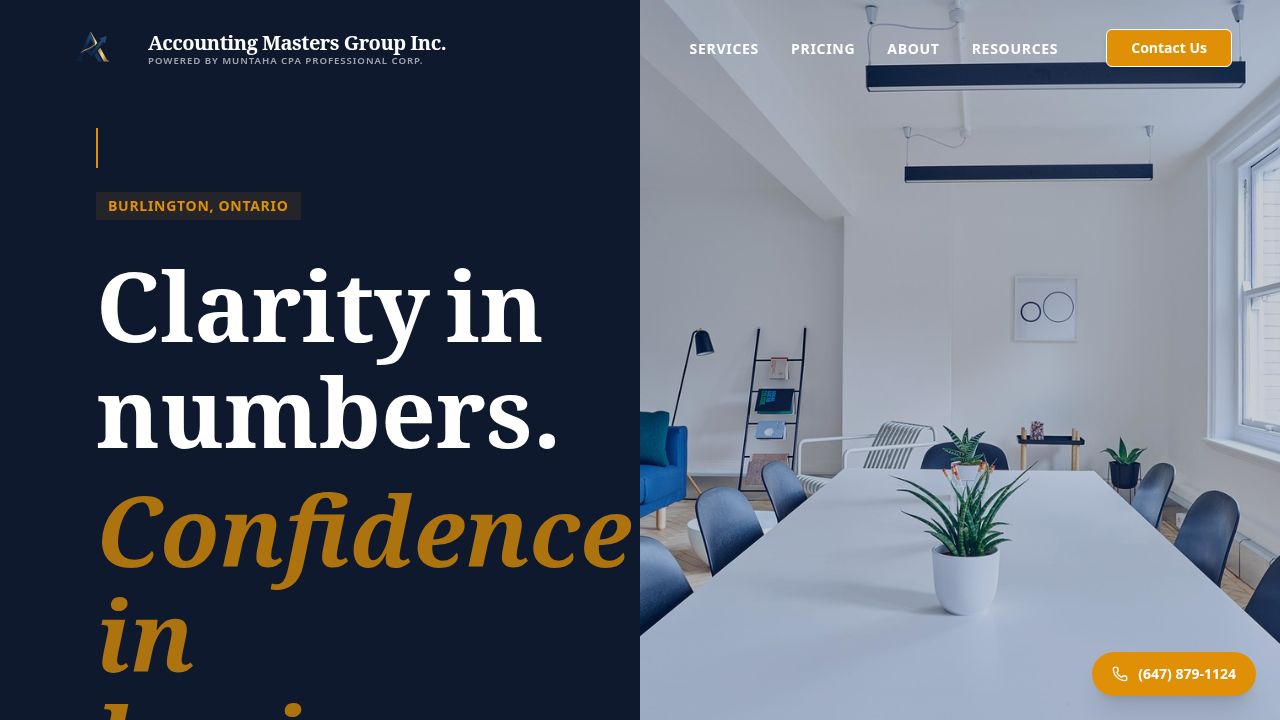 Accounting Masters Group Inc.
POWERED BY MUNTAHA CPA PROFESSIONAL CORP.
SERVICES PRICING ABOUT RESOURCES Contact Us
BURLINGTON, ONTARIO
Clarity in
numbers.
Confidence
in
(647) 879-1124